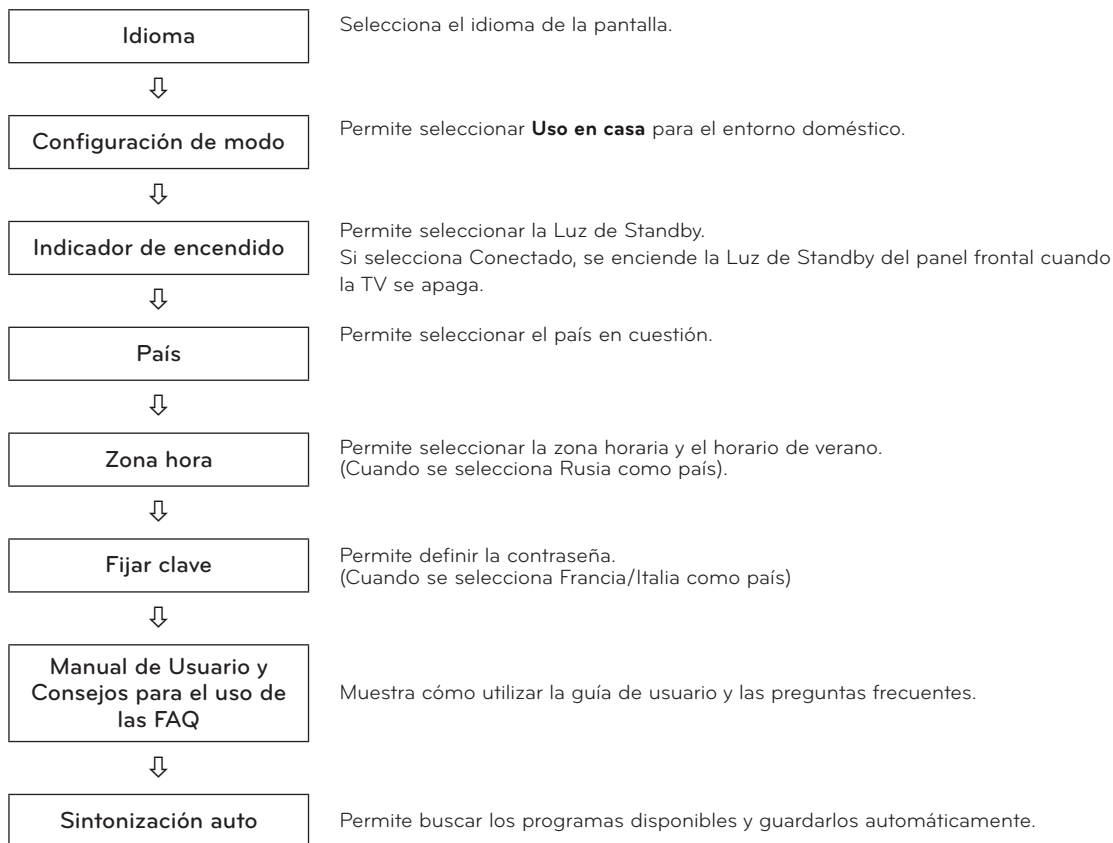 Idioma
Selecciona el idioma de la pantalla.
⇩
Configuración de modo
Permite seleccionar Uso en casa para el entorno doméstico.
⇩
Indicador de encendido
Permite seleccionar la Luz de Standby.
Si selecciona Conectado, se enciende la Luz de Standby del panel frontal cuando
la TV se apaga.
⇩
País
Permite seleccionar el país en cuestión.
⇩
Zona hora
Permite seleccionar la zona horaria y el horario de verano.
(Cuando se selecciona Rusia como país).
⇩
Fijar clave
Permite definir la contraseña.
(Cuando se selecciona Francia/Italia como país)
⇩
Manual de Usuario y
Consejos para el uso de
las FAQ
Muestra cómo utilizar la guía de usuario y las preguntas frecuentes.
⇩
Sintonización auto
Permite buscar los programas disponibles y guardarlos automáticamente.